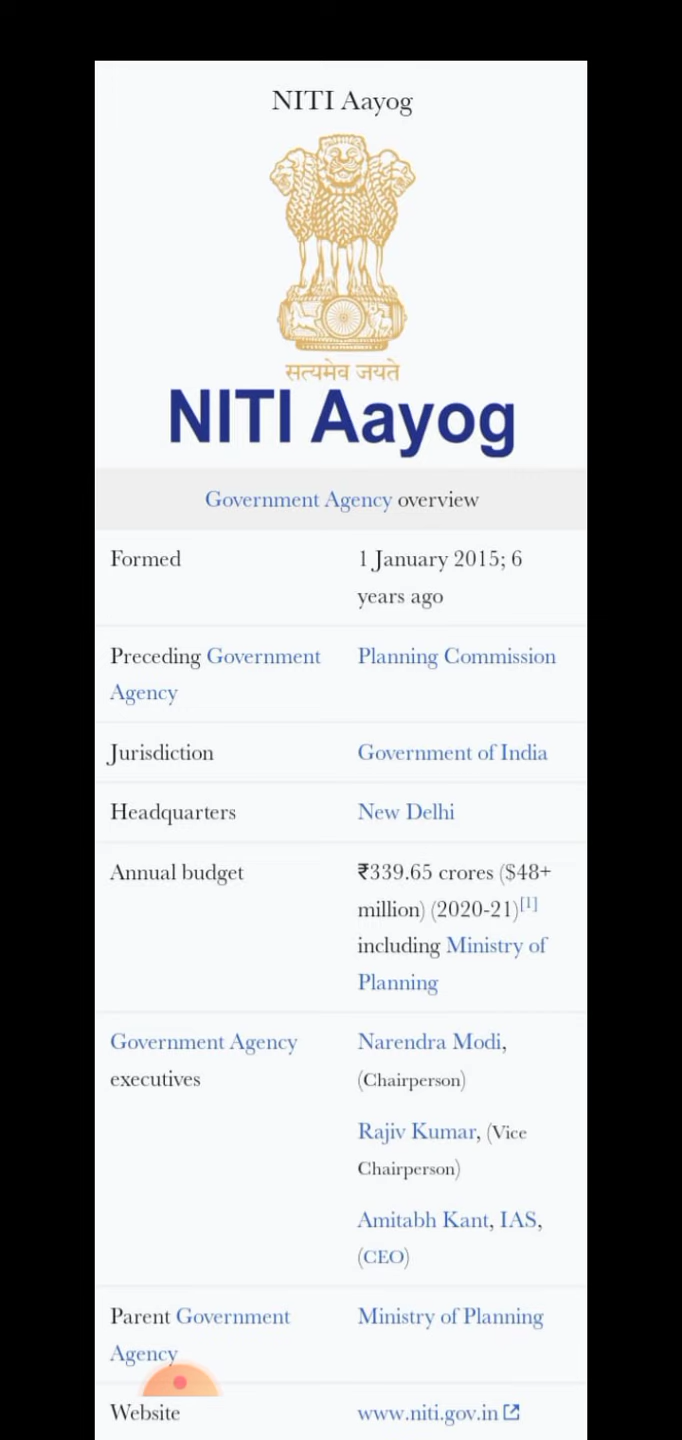 NITI Aayog
सत्यमेव जयते
NITI Aayog
Government Agency overview
Formed
1 January 2015; 6
years ago
Preceding Government
Agency
Planning Commission
Jurisdiction
Government of India
Headquarters
New Delhi
Annual budget
₹339.65 crores ($48+
million) (2020-21)[1]
including Ministry of
Planning
Government Agency
executives
Narendra Modi,
(Chairperson)
Rajiv Kumar, (Vice
Chairperson)
Amitabh Kant, IAS,
(CEO)
Parent Government
Agency
Ministry of Planning
Website
www.niti.gov.in